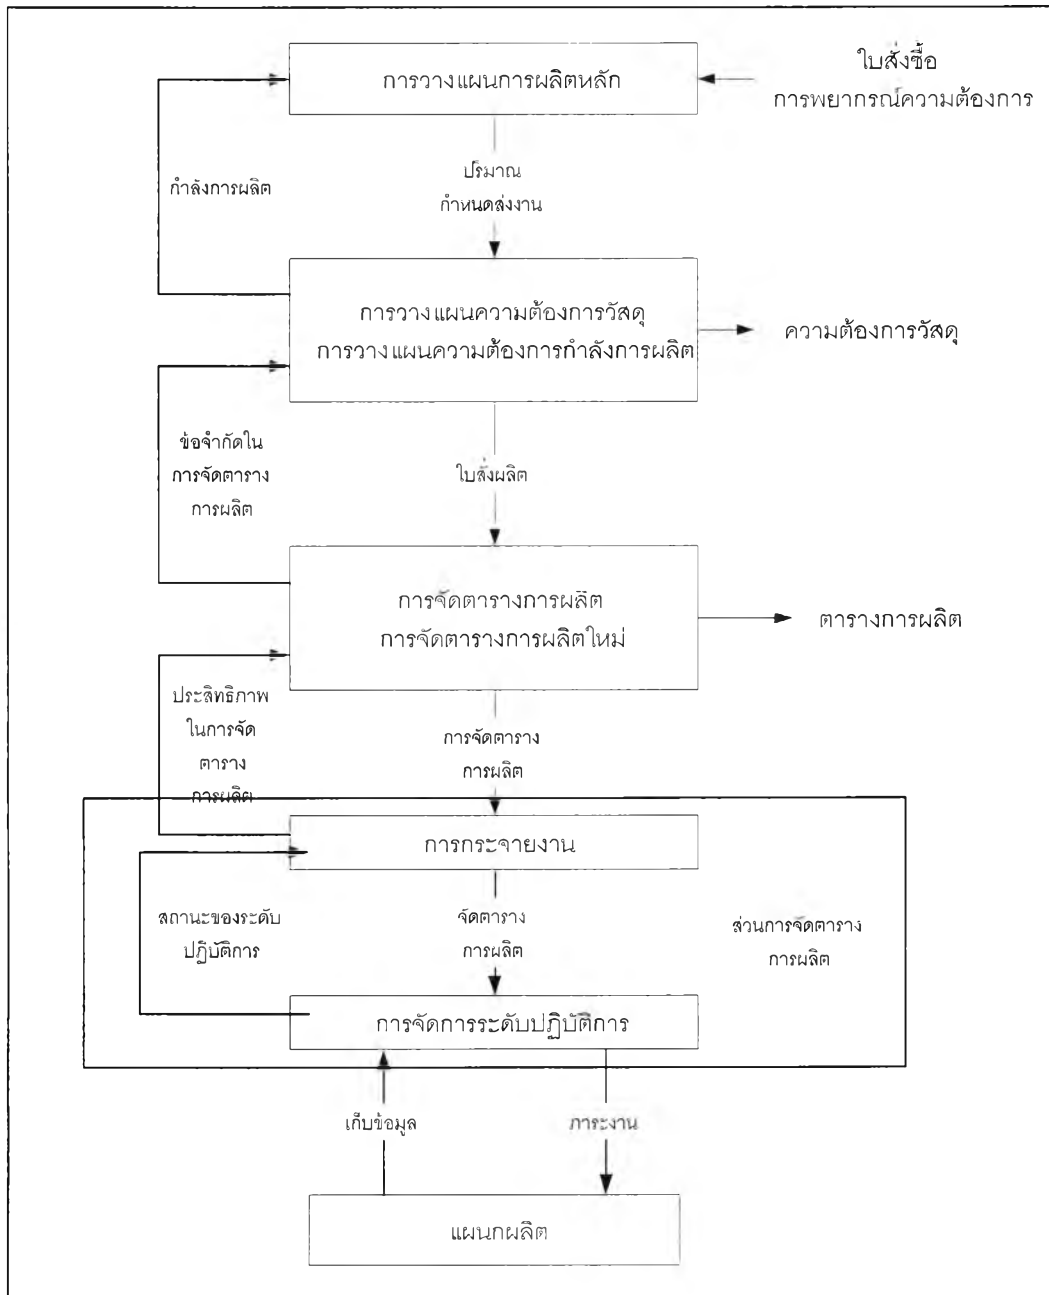 ใบสั่งซื้อ
การวางแผนการผลิตหลัก
การพยากรณ์ความต้องการ
ปริมาณ
กำหนดส่งงาน
กำลังการผลิต
การวางแผนความต้องการวัสดุ
การวางแผนความต้องการกำลังการผลิต
ความต้องการวัสดุ
ข้อจำกัดใน
การจัดตาราง
การผลิต
ใบสั่งผลิต
การจัดตารางการผลิต
การจัดตารางการผลิตใหม่
ตารางการผลิต
ประสิทธิภาพ
ในการจัด
ตาราง
การผลิต
การจัดตาราง
การผลิต
การกระจายงาน
สถานะของระดับ
ปฏิบัติการ
จัดตาราง
การผลิต
ส่วนการจัดตาราง
การผลิต
การจัดการระดับปฏิบัติการ
เก็บข้อมูล
ภาระงาน
แผนกผลิต